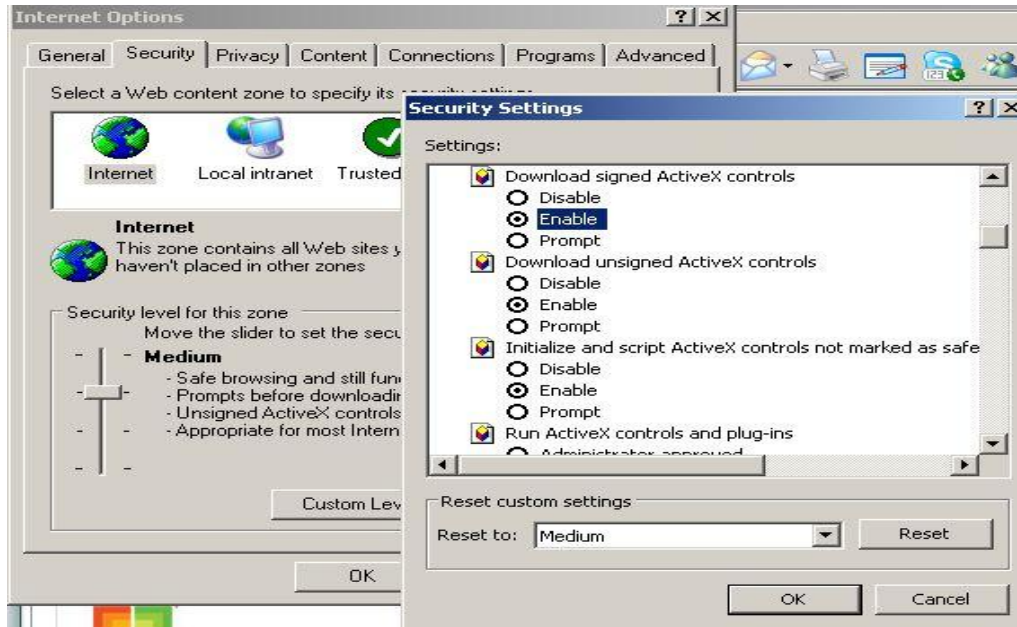 Internet Options
General Security Privacy Content Connections Programs Advanced
Select a Web content zone to specify its security settings
Internet Local intranet Trusted
Internet
This zone contains all Web sites y
haven't placed in other zones
Security level for this zone
Move the slider to set the secu
Medium
- Safe browsing and still fun
- Prompts before downloadin
- Unsigned ActiveX controls
- Appropriate for most Intern
Custom Lev
OK
Security Settings
Settings:
Download signed ActiveX controls
Disable
Enable
Prompt
Download unsigned ActiveX controls
Disable
Enable
Prompt
Initialize and script ActiveX controls not marked as safe
Disable
Enable
Prompt
Run ActiveX controls and plug-ins
Administrator approved
Reset custom settings
Reset to: Medium Reset
OK Cancel